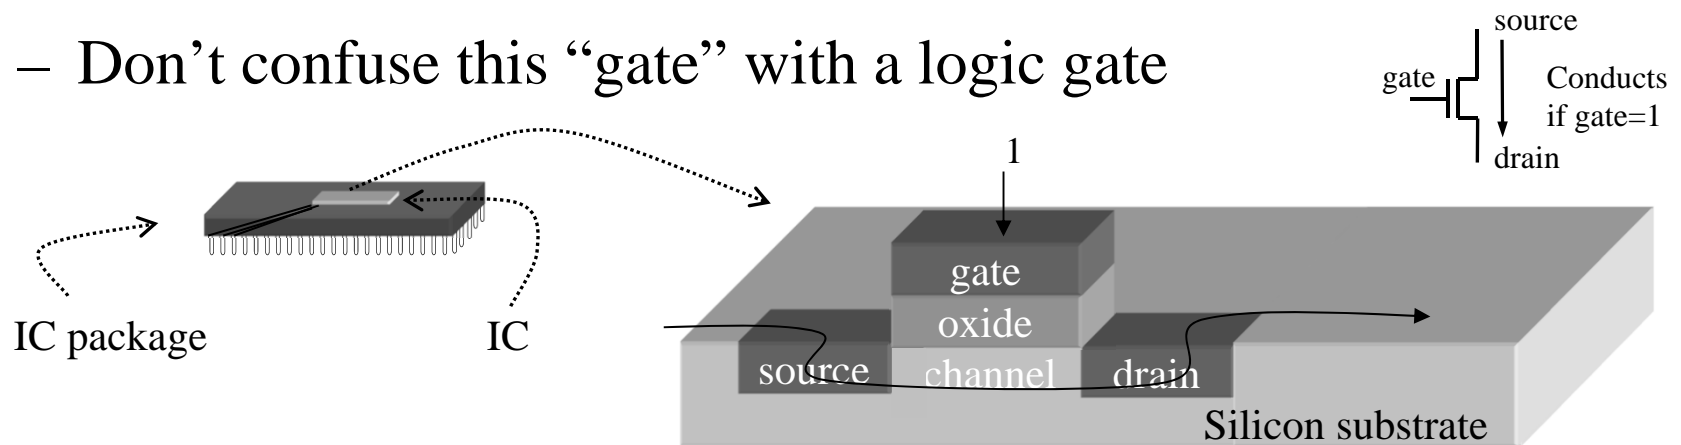 – Don’t confuse this “gate” with a logic gate
source
gate
Conducts
if gate=1
drain
1
gate
oxide
source
channel
drain
IC package
IC
Silicon substrate